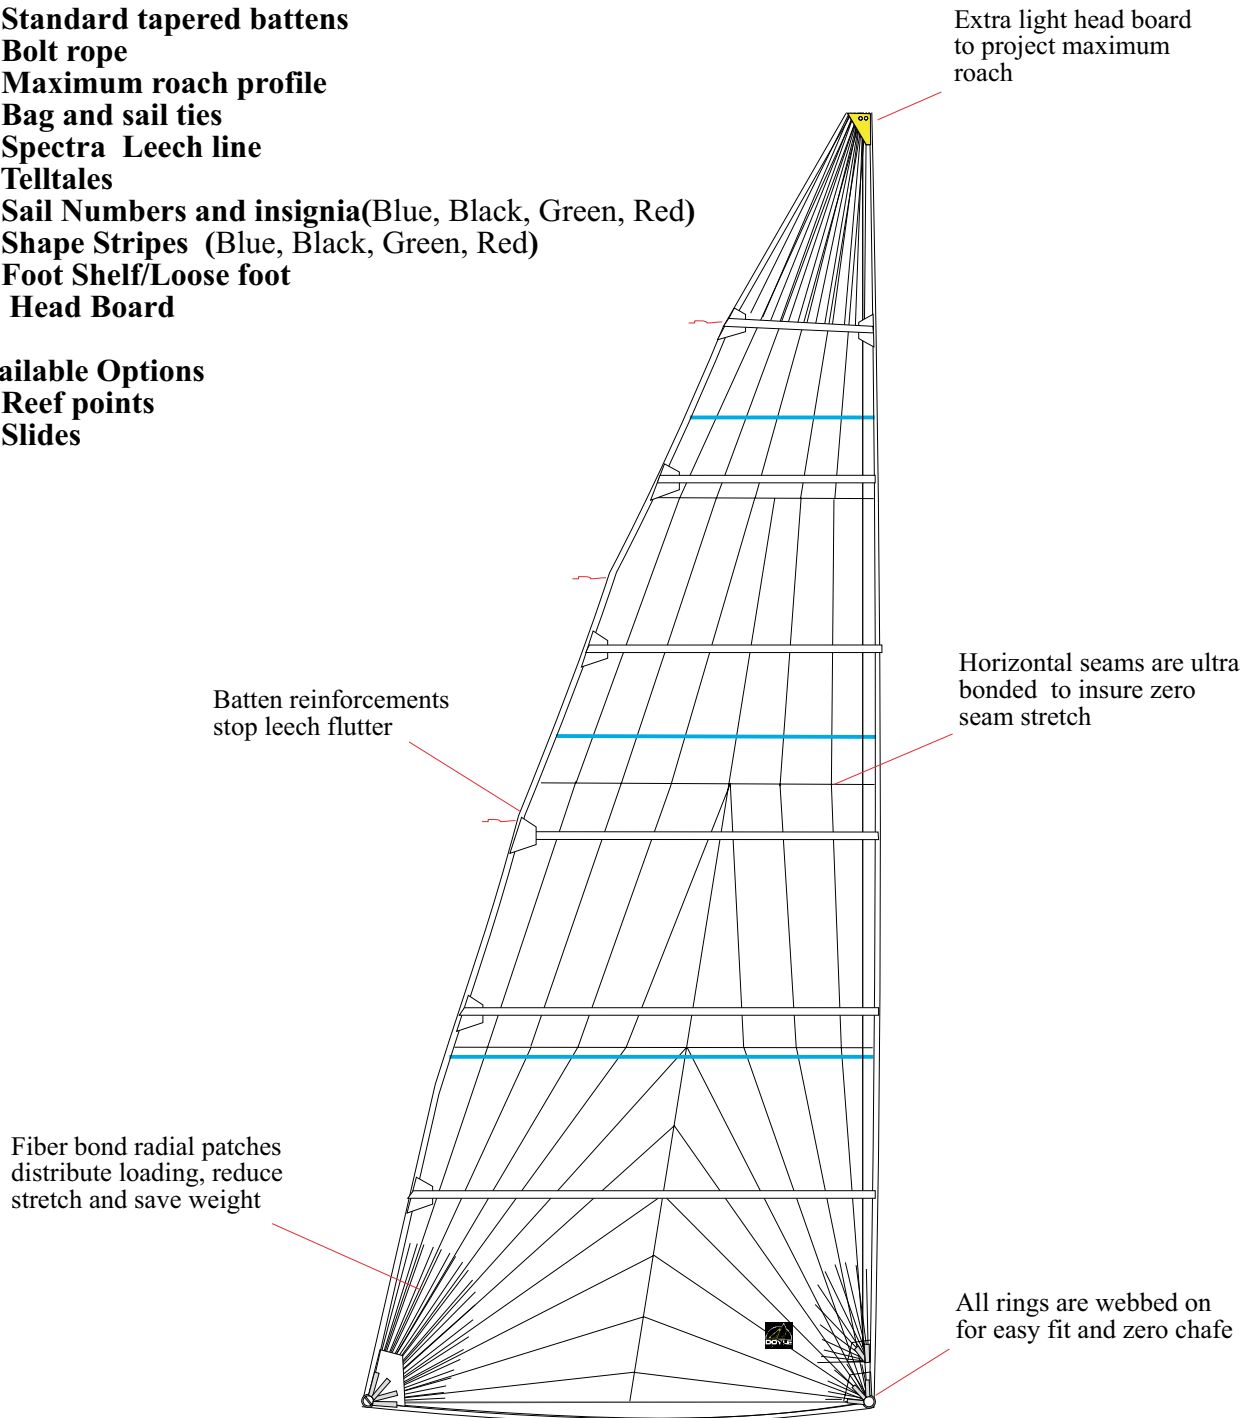 Standard tapered battens
Bolt rope
Maximum roach profile
Bag and sail ties
Spectra Leech line
Telltales
Sail Numbers and insignia(Blue, Black, Green, Red)
Shape Stripes (Blue, Black, Green, Red)
Foot Shelf/Loose foot
Head Board
ailable Options
Reef points
Slides
Extra light head board
to project maximum
roach
Horizontal seams are ultra
bonded to insure zero
seam stretch
Batten reinforcements
stop leech flutter
Fiber bond radial patches
distribute loading, reduce
stretch and save weight
All rings are webbed on
for easy fit and zero chafe
DOYLE